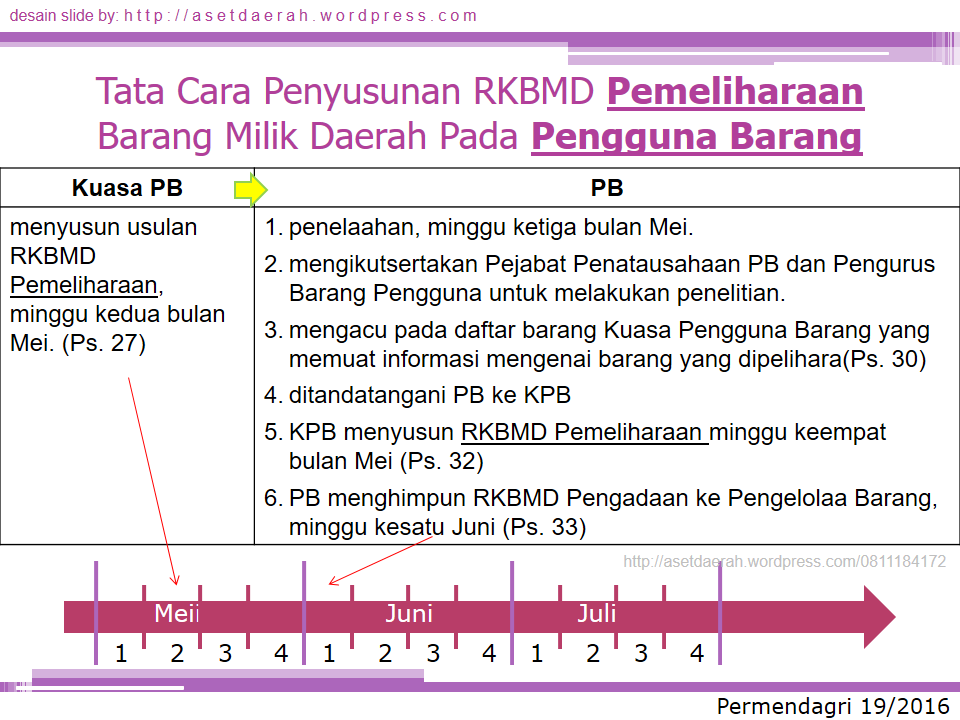 desain slide by: http://asetdaerah.wordpress.com
Tata Cara Penyusunan RKBMD Pemeliharaan
Barang Milik Daerah Pada Pengguna Barang
Kuasa PB
PB
menyusun usulan
RKBMD
Pemeliharaan,
minggu kedua bulan
Mei. (Ps. 27)
1. penelaahan, minggu ketiga bulan Mei.
2. mengikutsertakan Pejabat Penatausahaan PB dan Pengurus
Barang Pengguna untuk melakukan penelitian.
3. mengacu pada daftar barang Kuasa Pengguna Barang yang
memuat informasi mengenai barang yang dipelihara(Ps. 30)
4. ditandatangani PB ke KPB
5. KPB menyusun RKBMD Pemeliharaan minggu keempat
bulan Mei (Ps. 32)
6. PB menghimpun RKBMD Pengadaan ke Pengelolaa Barang,
minggu kesatu Juni (Ps. 33)
http://asetdaerah.wordpress.com/0811184172
Meii Juni Juli
1 2 3 4 1 2 3 4 1 2 3 4
Permendagri 19/2016